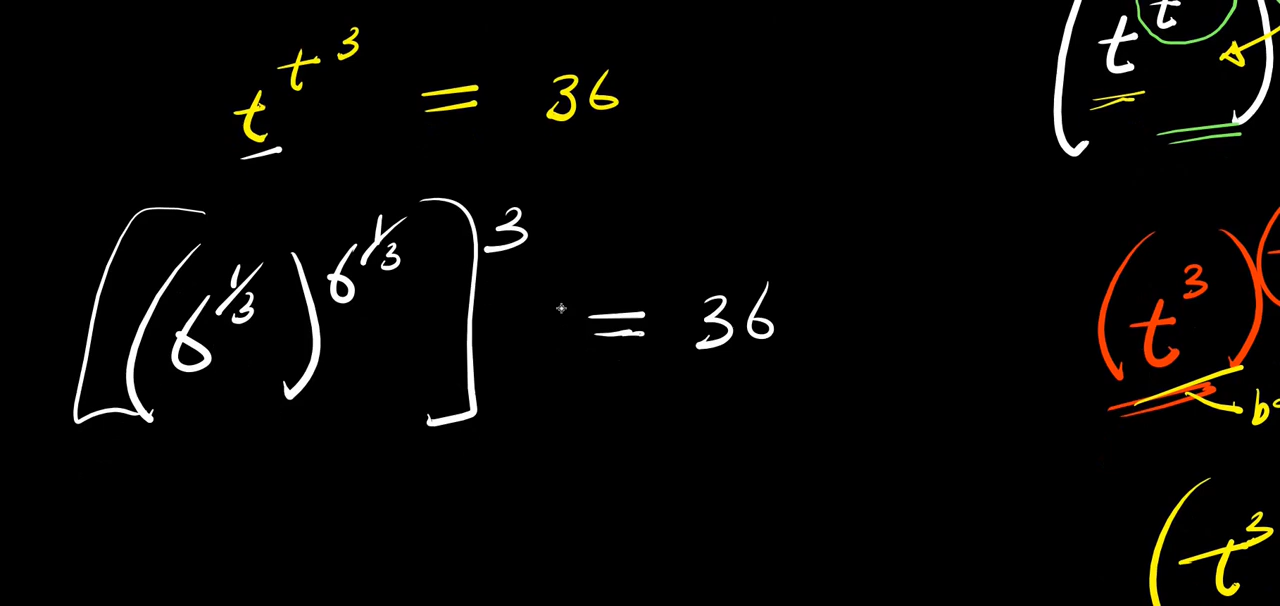 t^{t^3} = 36
[(6^{1/3})^{6^{1/3}}]^3 = 36
(t^t
(t^3)^(
(t^3